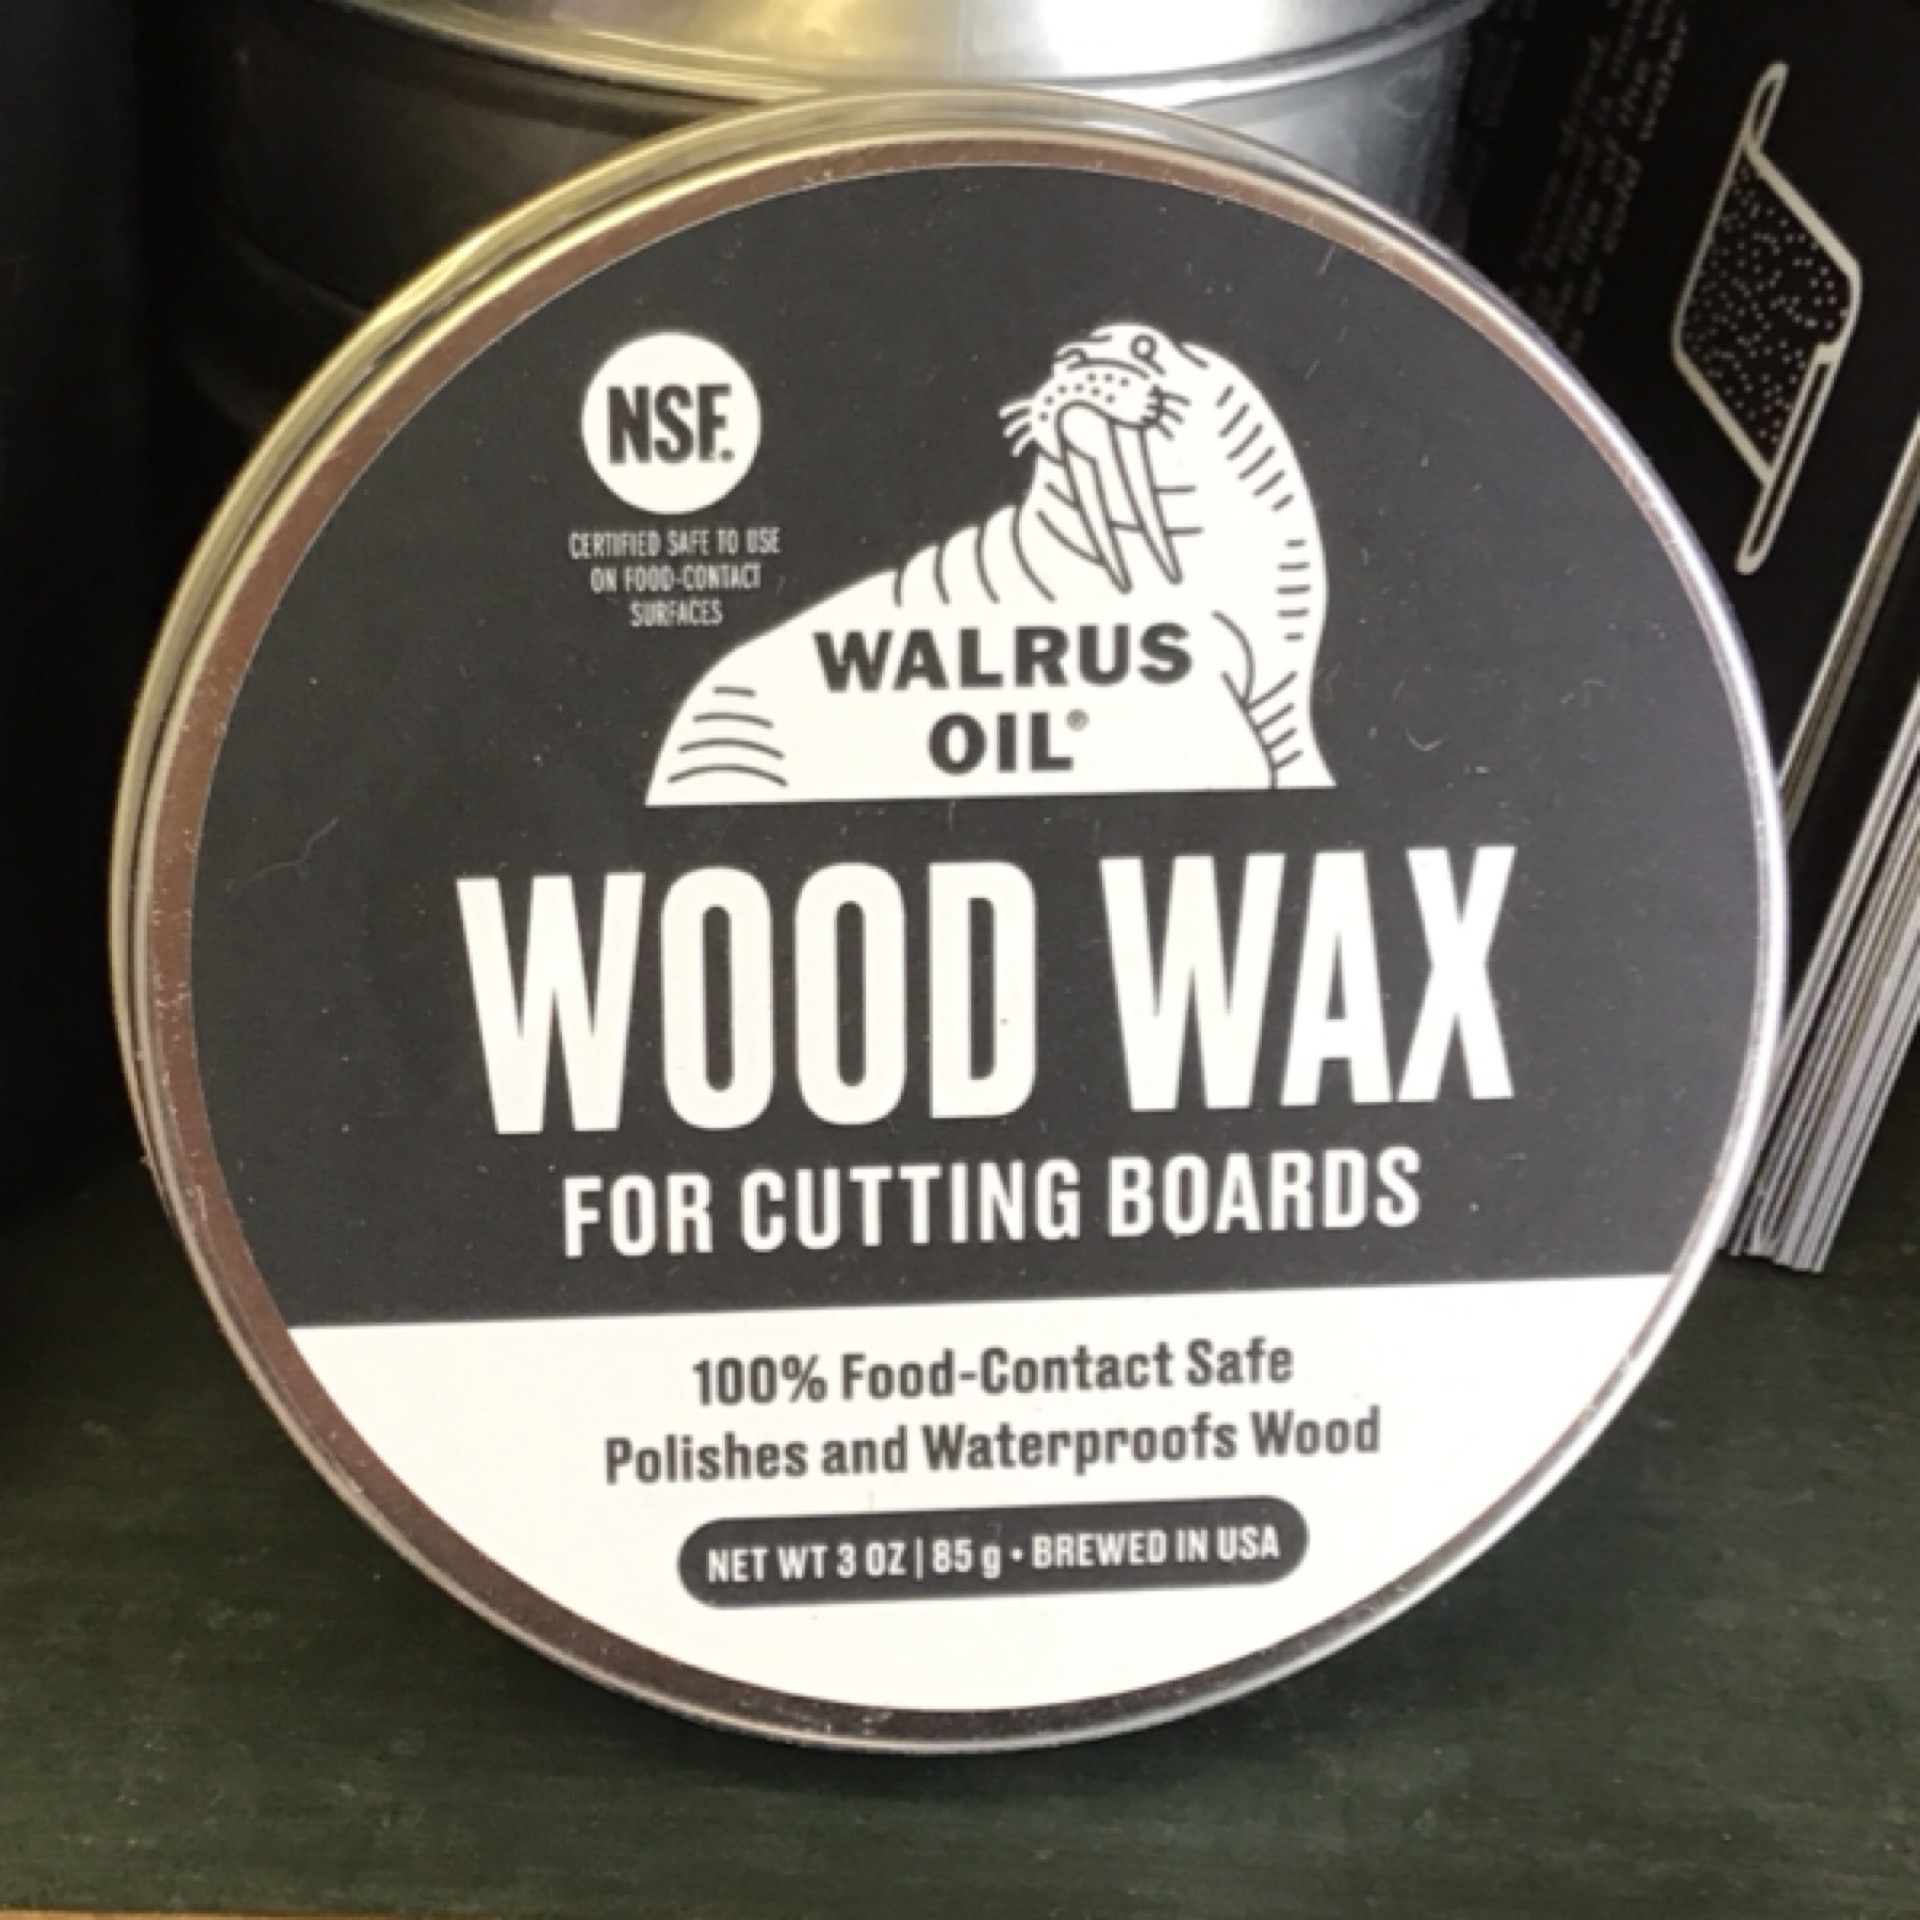 NSF.
CERTIFIED SAFE TO USE
ON FOOD-CONTACT
SURFACES
WALRUS
OIL®
WOOD WAX
FOR CUTTING BOARDS
100% Food-Contact Safe
Polishes and Waterproofs Wood
NET WT 3 OZ | 85 g • BREWED IN USA